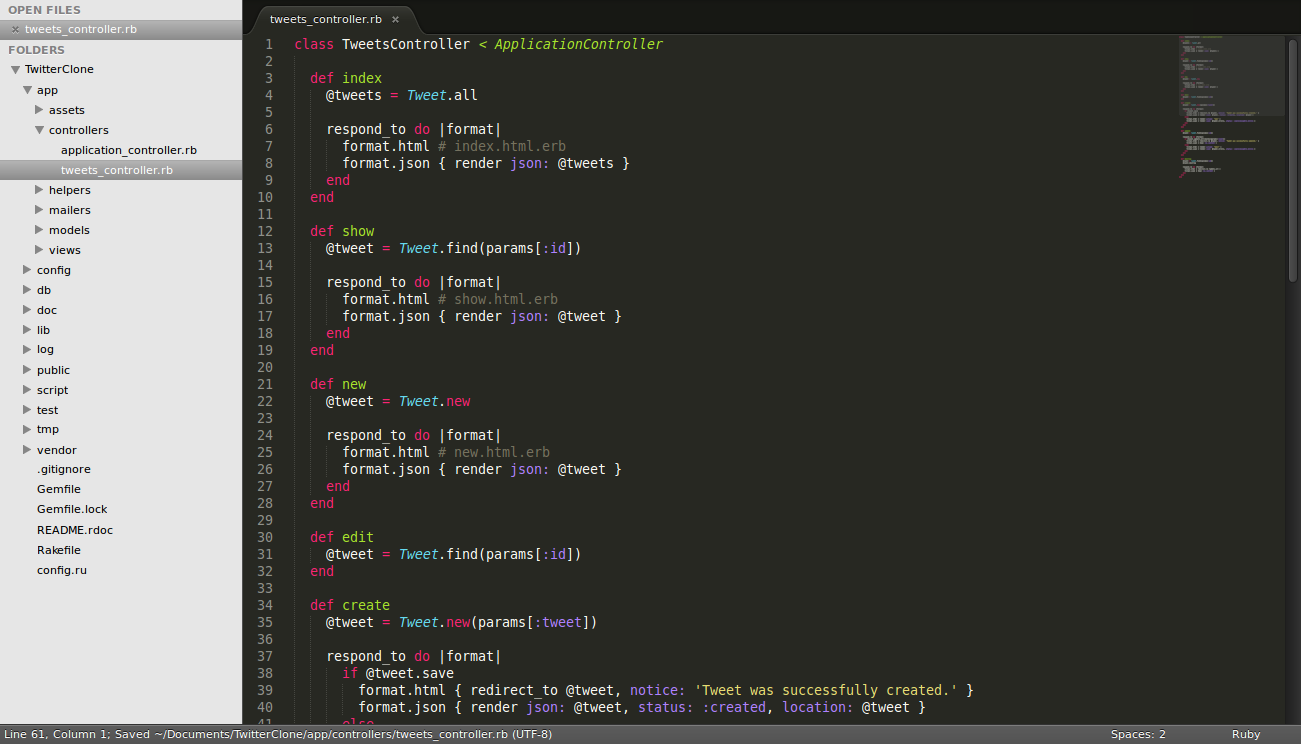 OPEN FILES
tweets_controller.rb
FOLDERS
TwitterClone
app
assets
controllers
application_controller.rb
tweets_controller.rb
helpers
mailers
models
views
config
db
doc
lib
log
public
script
test
tmp
vendor
.gitignore
Gemfile
Gemfile.lock
README.rdoc
Rakefile
config.ru
tweets_controller.rb ×
1 class TweetsController < ApplicationController
2
3   def index
4     @tweets = Tweet.all
5
6     respond_to do |format|
7       format.html # index.html.erb
8       format.json { render json: @tweets }
9     end
10   end
11
12   def show
13     @tweet = Tweet.find(params[:id])
14
15     respond_to do |format|
16       format.html # show.html.erb
17       format.json { render json: @tweet }
18     end
19   end
20
21   def new
22     @tweet = Tweet.new
23
24     respond_to do |format|
25       format.html # new.html.erb
26       format.json { render json: @tweet }
27     end
28   end
29
30   def edit
31     @tweet = Tweet.find(params[:id])
32   end
33
34   def create
35     @tweet = Tweet.new(params[:tweet])
36
37     respond_to do |format|
38       if @tweet.save
39         format.html { redirect_to @tweet, notice: 'Tweet was successfully created.' }
40         format.json { render json: @tweet, status: :created, location: @tweet }
41       else
Line 61, Column 1; Saved ~/Documents/TwitterClone/app/controllers/tweets_controller.rb (UTF-8)
Spaces: 2
Ruby